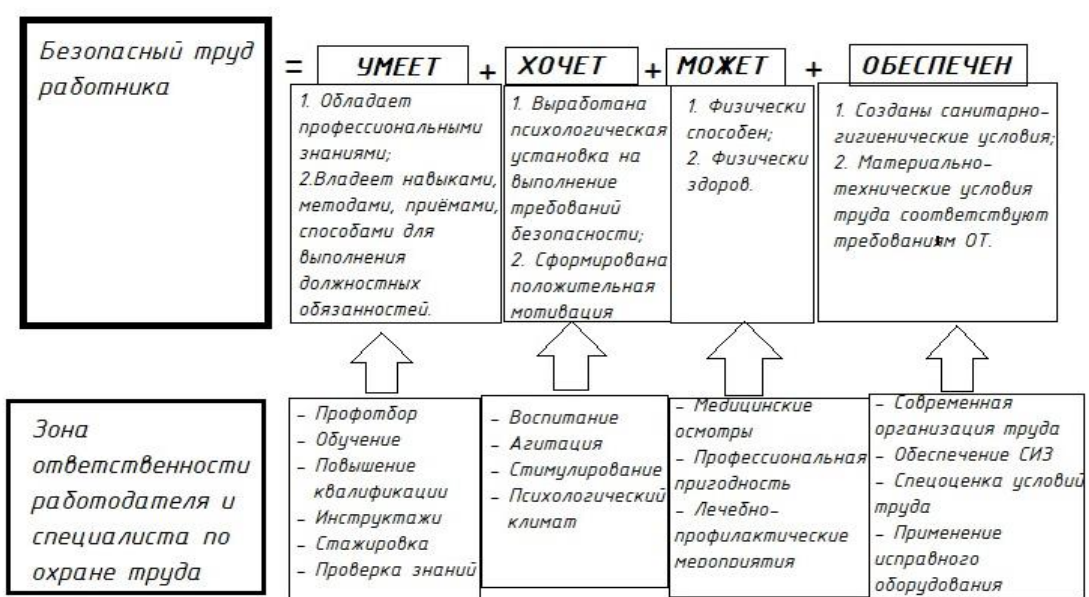 Безопасный труд
работника
= УМЕЕТ + ХОЧЕТ + МОЖЕТ + ОБЕСПЕЧЕН
1. Обладает
профессиональными
знаниями;
2.Владеет навыками,
методами, приёмами,
способами для
выполнения
должностных
обязанностей.
1. Выработана
психологическая
установка на
выполнение
требований
безопасности;
2. Сформирована
положительная
мотивация
1. Физически
способен;
2. Физически
здоров.
1. Созданы санитарно-
гигиенические условия;
2. Материально-
технические условия
труда соответствуют
требованиям ОТ.
Зона
ответственности
работодателя и
специалиста по
охране труда
- Профотбор
- Обучение
- Повышение
квалификации
- Инструктажи
- Стажировка
- Проверка знаний
- Воспитание
- Агитация
- Стимулирование
- Психологический
климат
- Медицинские
осмотры
- Профессиональная
пригодность
- Лечебно-
профилактические
мероприятия
- Современная
организация труда
- Обеспечение СИЗ
- Спецоценка условий
труда
- Применение
исправного
оборудования